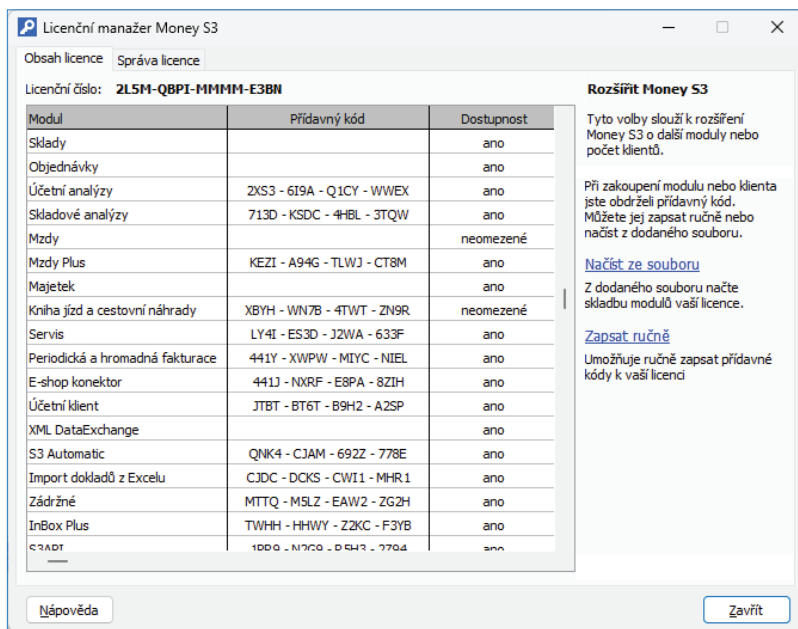 Licenční manažer Money S3
Obsah licence Správa licence
Licenční číslo: 2L5M-QBPI-MMMM-E3BN
Modul Přídavný kód Dostupnost
Sklady ano
Objednávky ano
Účetní analýzy 2XS3 - 6I9A - Q1CY - WWEX ano
Skladové analýzy 713D - KSDC - 4HBL - 3TQW ano
Mzdy neomezené
Mzdy Plus KEZI - A94G - TLWJ - CT8M ano
Majetek ano
Kniha jízd a cestovní náhrady XBYH - WN7B - 4TWT - ZN9R neomezené
Servis LY4I - ES3D - J2WA - 633F ano
Periodická a hromadná fakturace 441Y - XWPW - MIYC - NIEL ano
E-shop konektor 441J - NXRF - E8PA - 8ZIH ano
Účetní klient JTBT - BT6T - B9H2 - A2SP ano
XML DataExchange ano
S3 Automatic QNK4 - CJAM - 692Z - 778E ano
Import dokladů z Excelu CJDC - DCKS - CWI1 - MHR1 ano
Zádržné MTTQ - M5LZ - EAW2 - ZG2H ano
InBox Plus TWHH - HHWY - Z2KC - F3YB ano
S3API ano
Rozšířit Money S3
Tyto volby slouží k rozšíření
Money S3 o další moduly nebo
počet klientů.
Při zakoupení modulu nebo klienta
jste obdrželi přídavný kód.
Můžete jej zapsat ručně nebo
načíst z dodaného souboru.
Načíst ze souboru
Z dodaného souboru načte
skladbu modulů vaší licence.
Zapsat ručně
Umožňuje ručně zapsat přídavné
kódy k vaší licenci
Nápověda
Zavřít